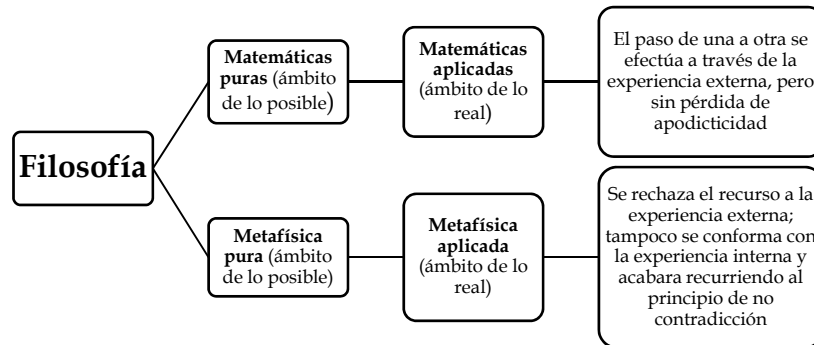 Filosofía
Matemáticas
puras (ámbito
de lo posible)
Matemáticas
aplicadas
(ámbito de lo
real)
El paso de una a otra se
efectúa a través de la
experiencia externa, pero
sin pérdida de
apodicticidad
Metafísica
pura (ámbito
de lo posible)
Metafísica
aplicada
(ámbito de lo
real)
Se rechaza el recurso a la
experiencia externa;
tampoco se conforma con
la experiencia interna y
acabara recurriendo al
principio de no
contradicción